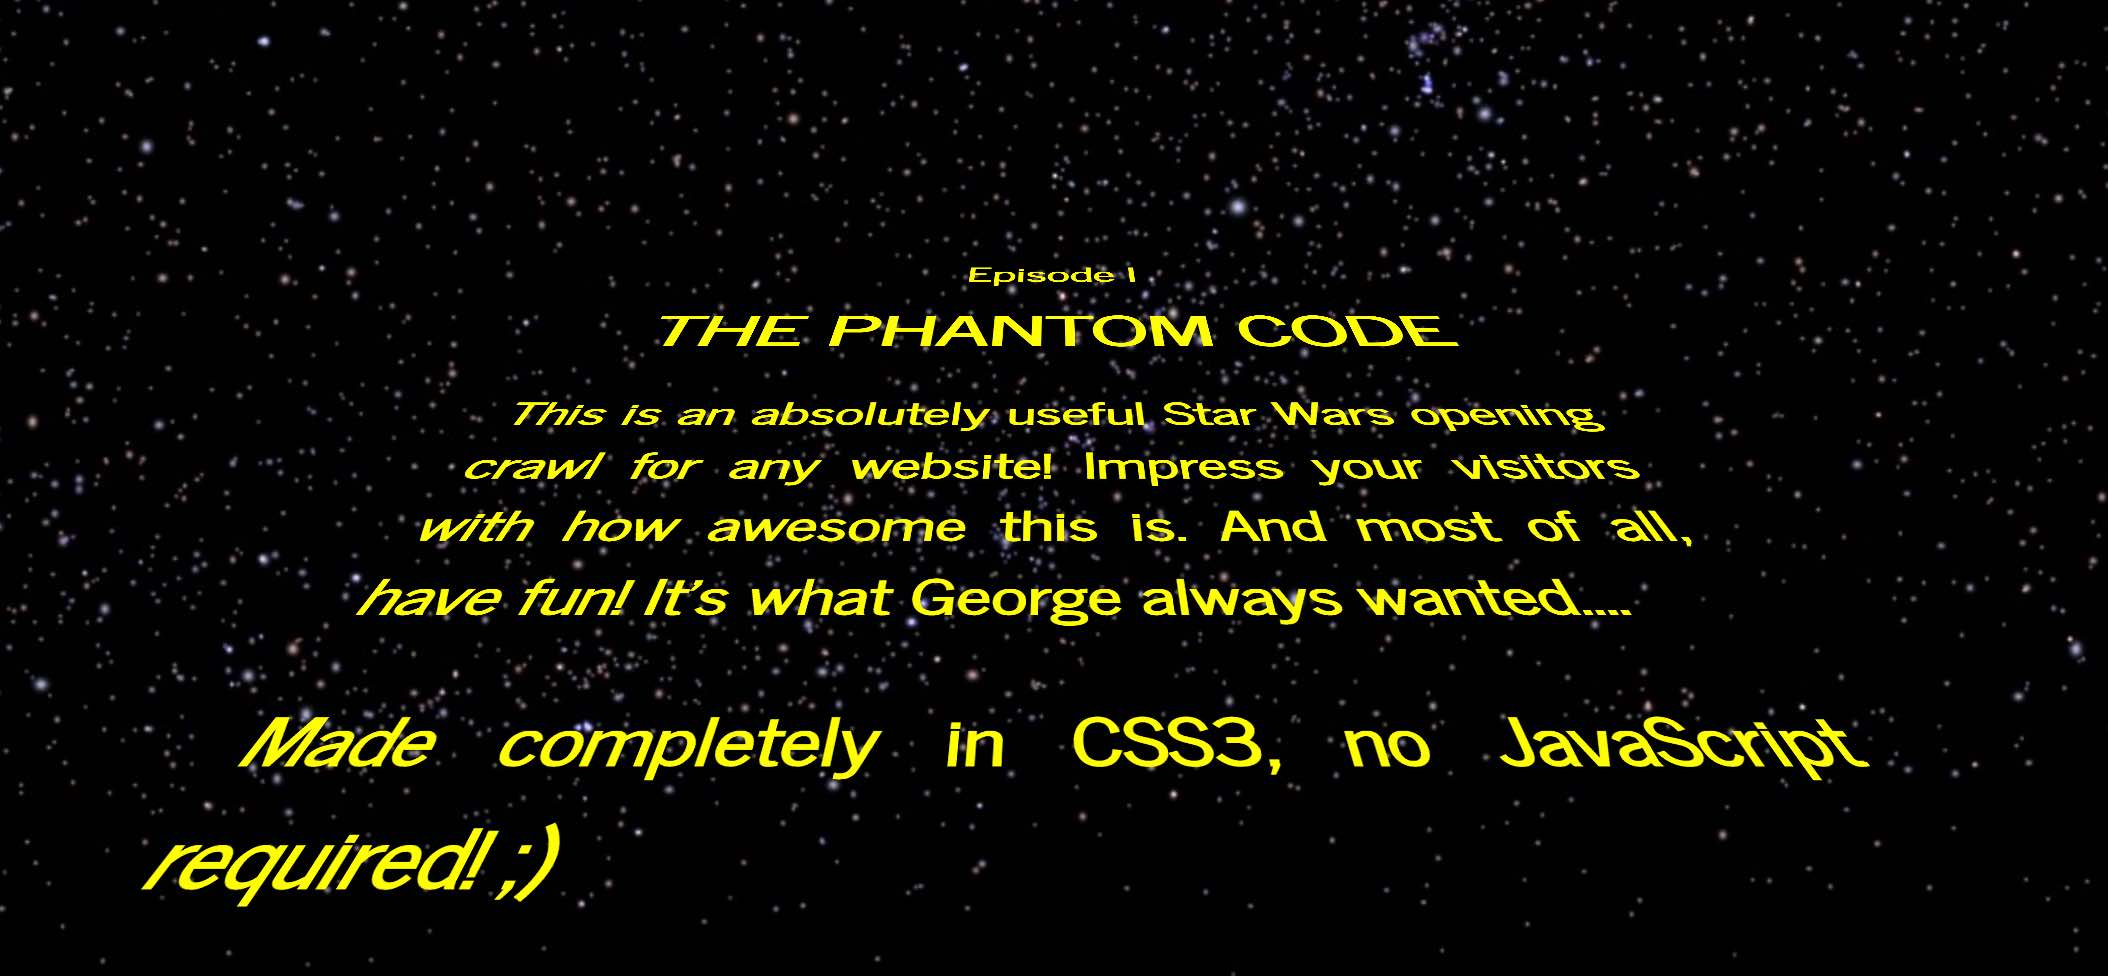 Episode I
THE PHANTOM CODE
This is an absolutely useful Star Wars opening
crawl for any website! Impress your visitors
with how awesome this is. And most of all,
have fun! It’s what George always wanted....
Made completely in CSS3, no JavaScript
required! ;)